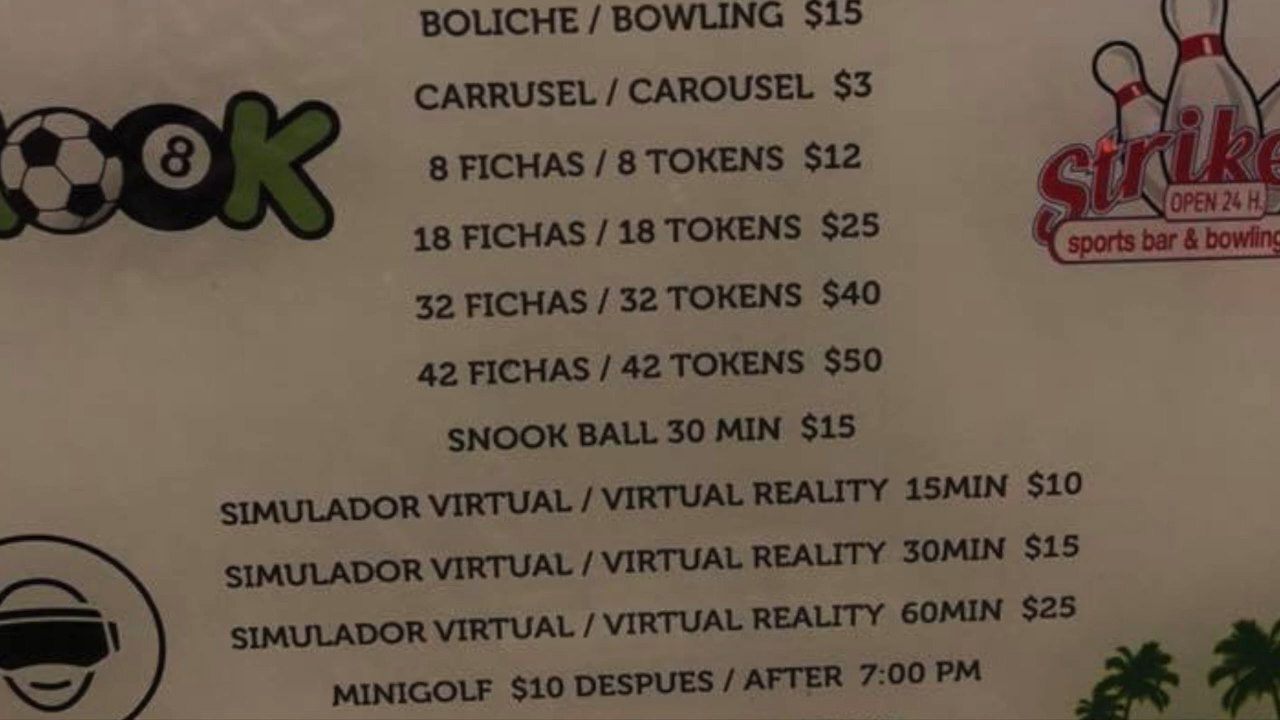 BOLICHE / BOWLING $15
CARRUSEL / CAROUSEL $3
8 FICHAS / 8 TOKENS $12
18 FICHAS / 18 TOKENS $25
32 FICHAS / 32 TOKENS $40
42 FICHAS / 42 TOKENS $50
SNOOK BALL 30 MIN $15
SIMULADOR VIRTUAL / VIRTUAL REALITY 15MIN $10
SIMULADOR VIRTUAL / VIRTUAL REALITY 30MIN $15
SIMULADOR VIRTUAL / VIRTUAL REALITY 60MIN $25
MINIGOLF $10 DESPUES / AFTER 7:00 PM
8
Strike
OPEN 24 H.
sports bar & bowling